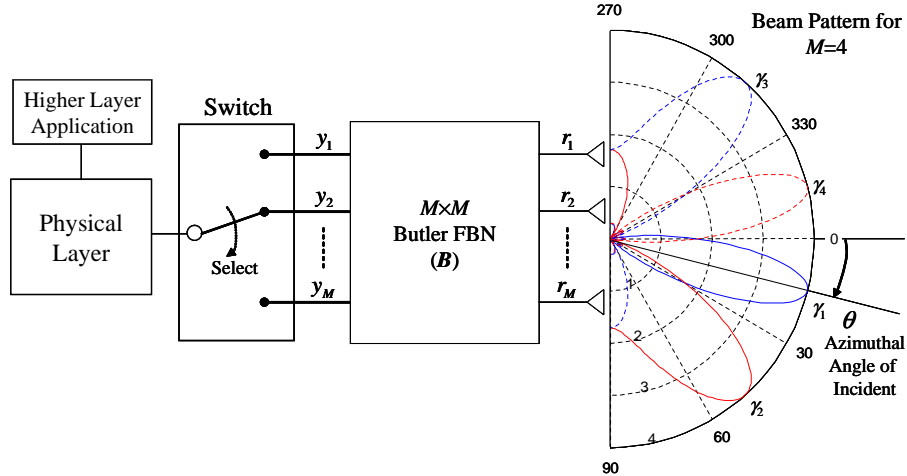 Higher Layer
Application
Physical
Layer
Switch
Select
y1
y2
yM
M×M
Butler FBN
(B)
r1
r2
rM
Beam Pattern for
M=4
270
300
330
0
30
60
90
1
2
3
4
γ3
γ4
γ1
γ2
θ
Azimuthal
Angle of
Incident